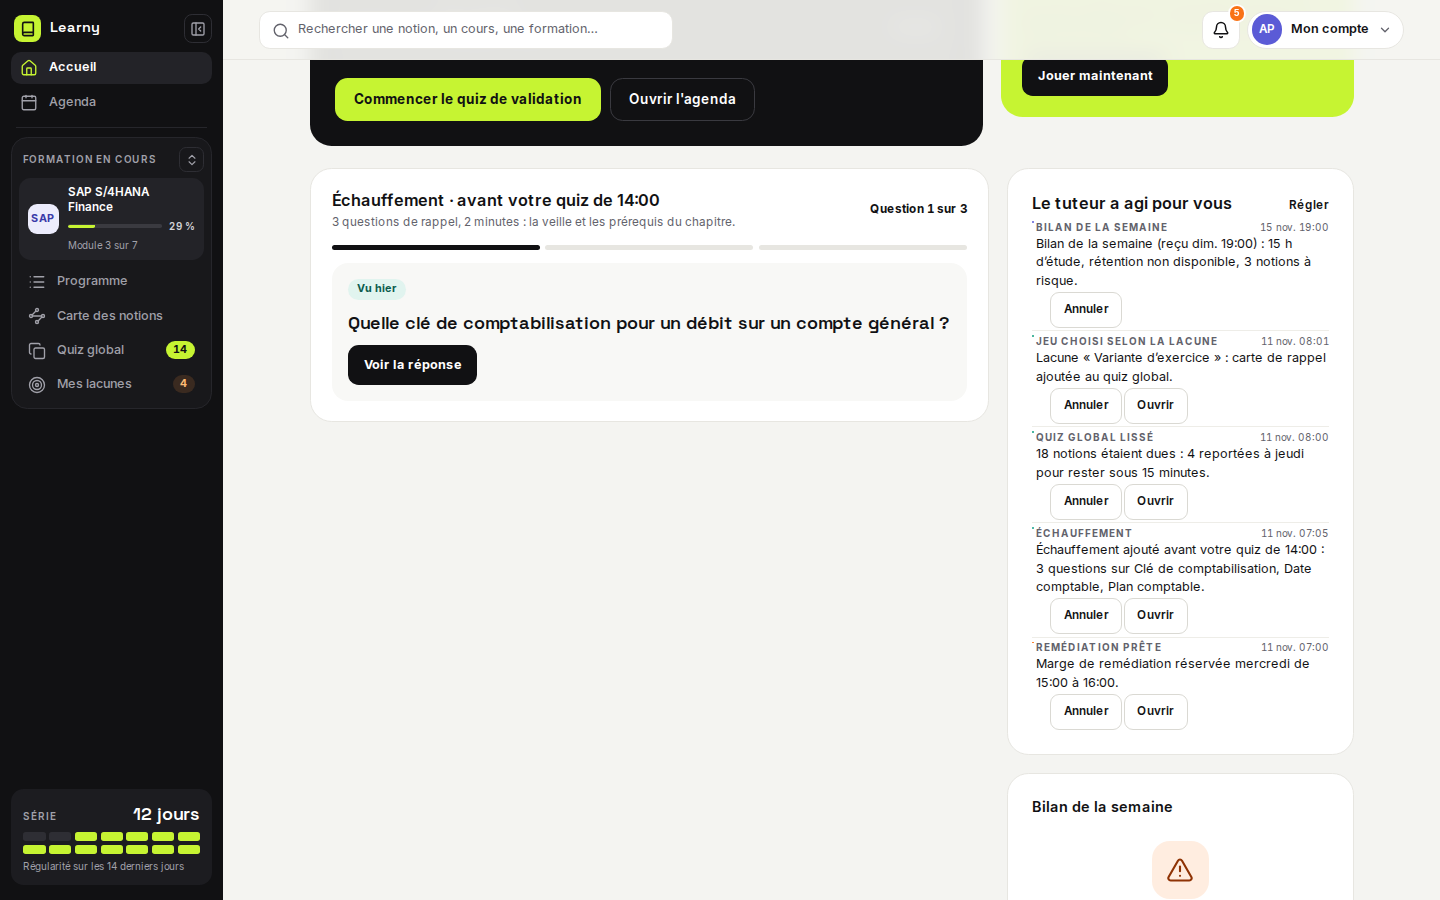 Learny
Accueil
Agenda
FORMATION EN COURS
SAP
SAP S/4HANA
Finance
29 %
Module 3 sur 7
Programme
Carte des notions
Quiz global
14
Mes lacunes
4
SÉRIE
12 jours
Régularité sur les 14 derniers jours
Rechercher une notion, un cours, une formation...
5
AP
Mon compte
Commencer le quiz de validation
Ouvrir l'agenda
Jouer maintenant
Échauffement · avant votre quiz de 14:00
3 questions de rappel, 2 minutes : la veille et les prérequis du chapitre.
Question 1 sur 3
Vu hier
Quelle clé de comptabilisation pour un débit sur un compte général ?
Voir la réponse
Le tuteur a agi pour vous
Régler
BILAN DE LA SEMAINE
15 nov. 19:00
Bilan de la semaine (reçu dim. 19:00) : 15 h
d'étude, rétention non disponible, 3 notions à
risque.
Annuler
JEU CHOISI SELON LA LACUNE
11 nov. 08:01
Lacune « Variante d'exercice » : carte de rappel
ajoutée au quiz global.
Annuler
Ouvrir
QUIZ GLOBAL LISSÉ
11 nov. 08:00
18 notions étaient dues : 4 reportées à jeudi
pour rester sous 15 minutes.
Annuler
Ouvrir
ÉCHAUFFEMENT
11 nov. 07:05
Échauffement ajouté avant votre quiz de 14:00 :
3 questions sur Clé de comptabilisation, Date
comptable, Plan comptable.
Annuler
Ouvrir
REMÉDIATION PRÊTE
11 nov. 07:00
Marge de remédiation réservée mercredi de
15:00 à 16:00.
Annuler
Ouvrir
Bilan de la semaine